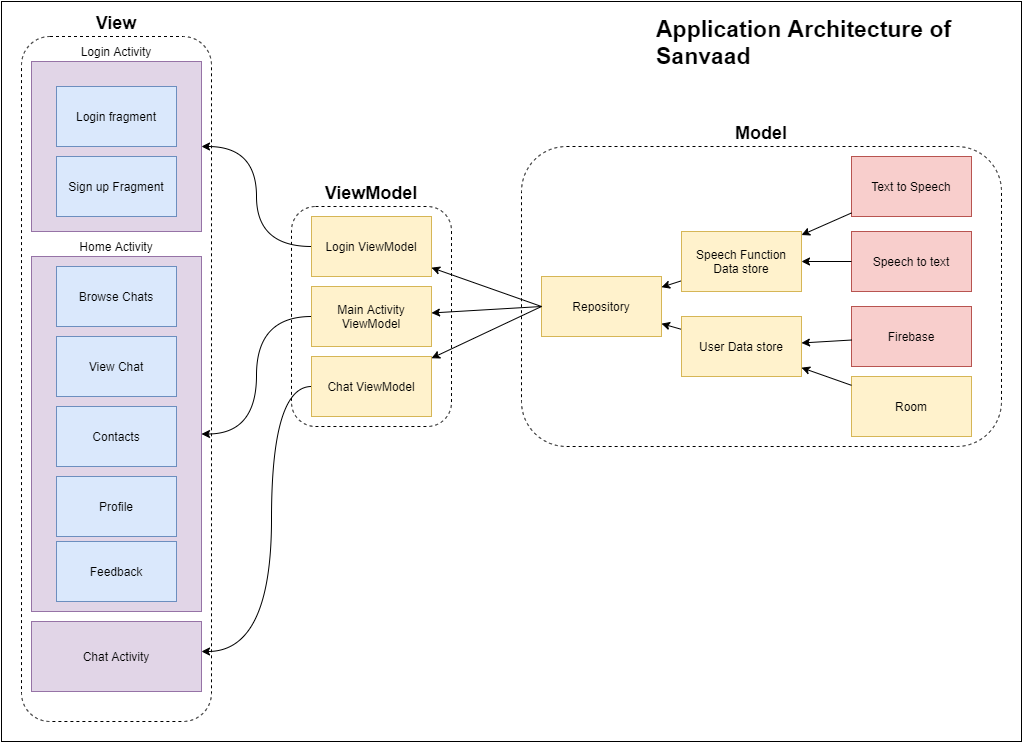 Application Architecture of
Sanvaad
View
Login Activity
Login fragment
Sign up Fragment
Home Activity
Browse Chats
View Chat
Contacts
Profile
Feedback
Chat Activity
ViewModel
Login ViewModel
Main Activity
ViewModel
Chat ViewModel
Model
Repository
Speech Function
Data store
User Data store
Text to Speech
Speech to text
Firebase
Room